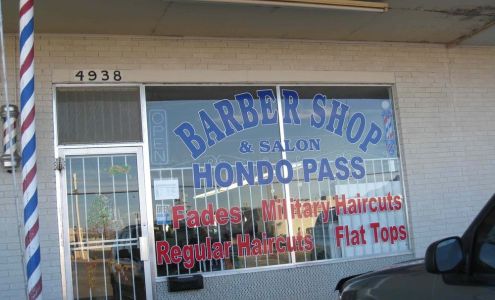 4938
OPEN
BARBER SHOP
& SALON
HONDO PASS
Fades Military Haircuts
Regular Haircuts Flat Tops